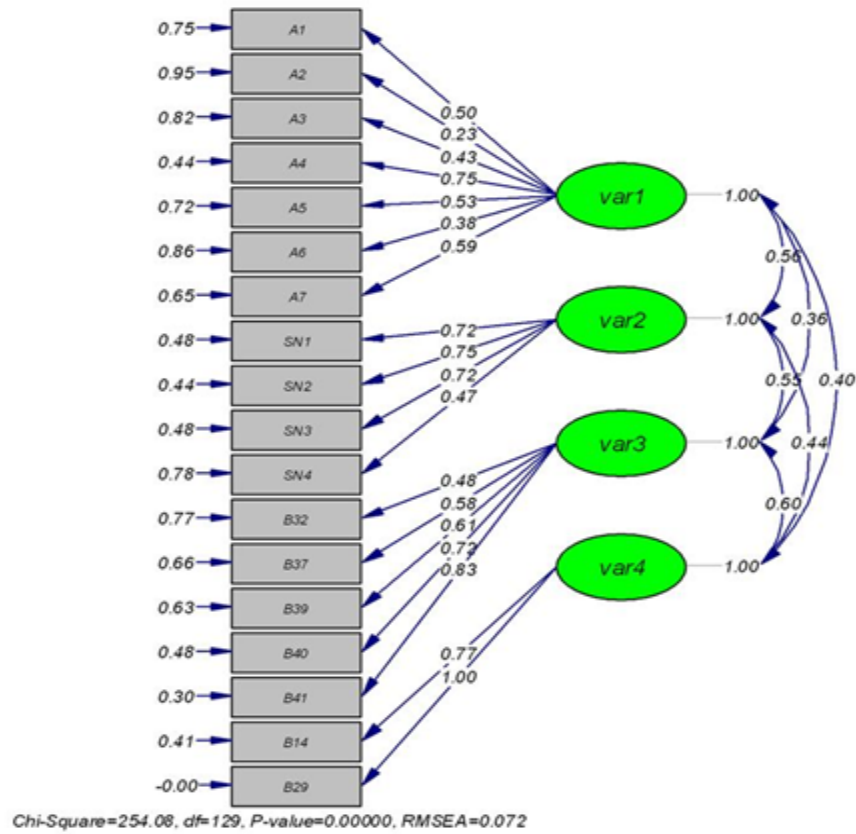 0.75 A1
0.95 A2
0.82 A3
0.44 A4
0.72 A5
0.86 A6
0.65 A7
0.48 SN1
0.44 SN2
0.48 SN3
0.78 SN4
0.77 B32
0.66 B37
0.63 B39
0.48 B40
0.30 B41
0.41 B14
-0.00 B29
0.50
0.23
0.43
0.75
0.53
0.38
0.59
0.72
0.75
0.72
0.47
0.48
0.58
0.61
0.72
0.83
0.77
1.00
var1 1.00
var2 1.00
var3 1.00
var4 1.00
0.56
0.36
0.55
0.40
0.44
0.60
Chi-Square=254.08, df=129, P-value=0.00000, RMSEA=0.072